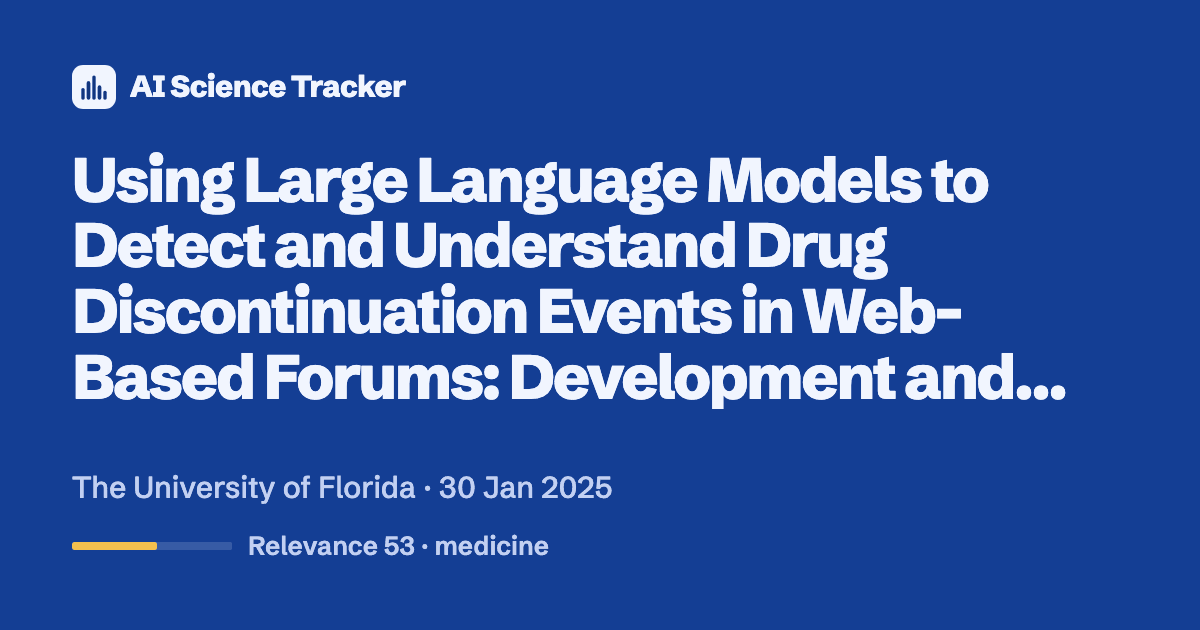 AI Science Tracker
Using Large Language Models to
Detect and Understand Drug
Discontinuation Events in Web-
Based Forums: Development and...
The University of Florida · 30 Jan 2025
Relevance 53 · medicine